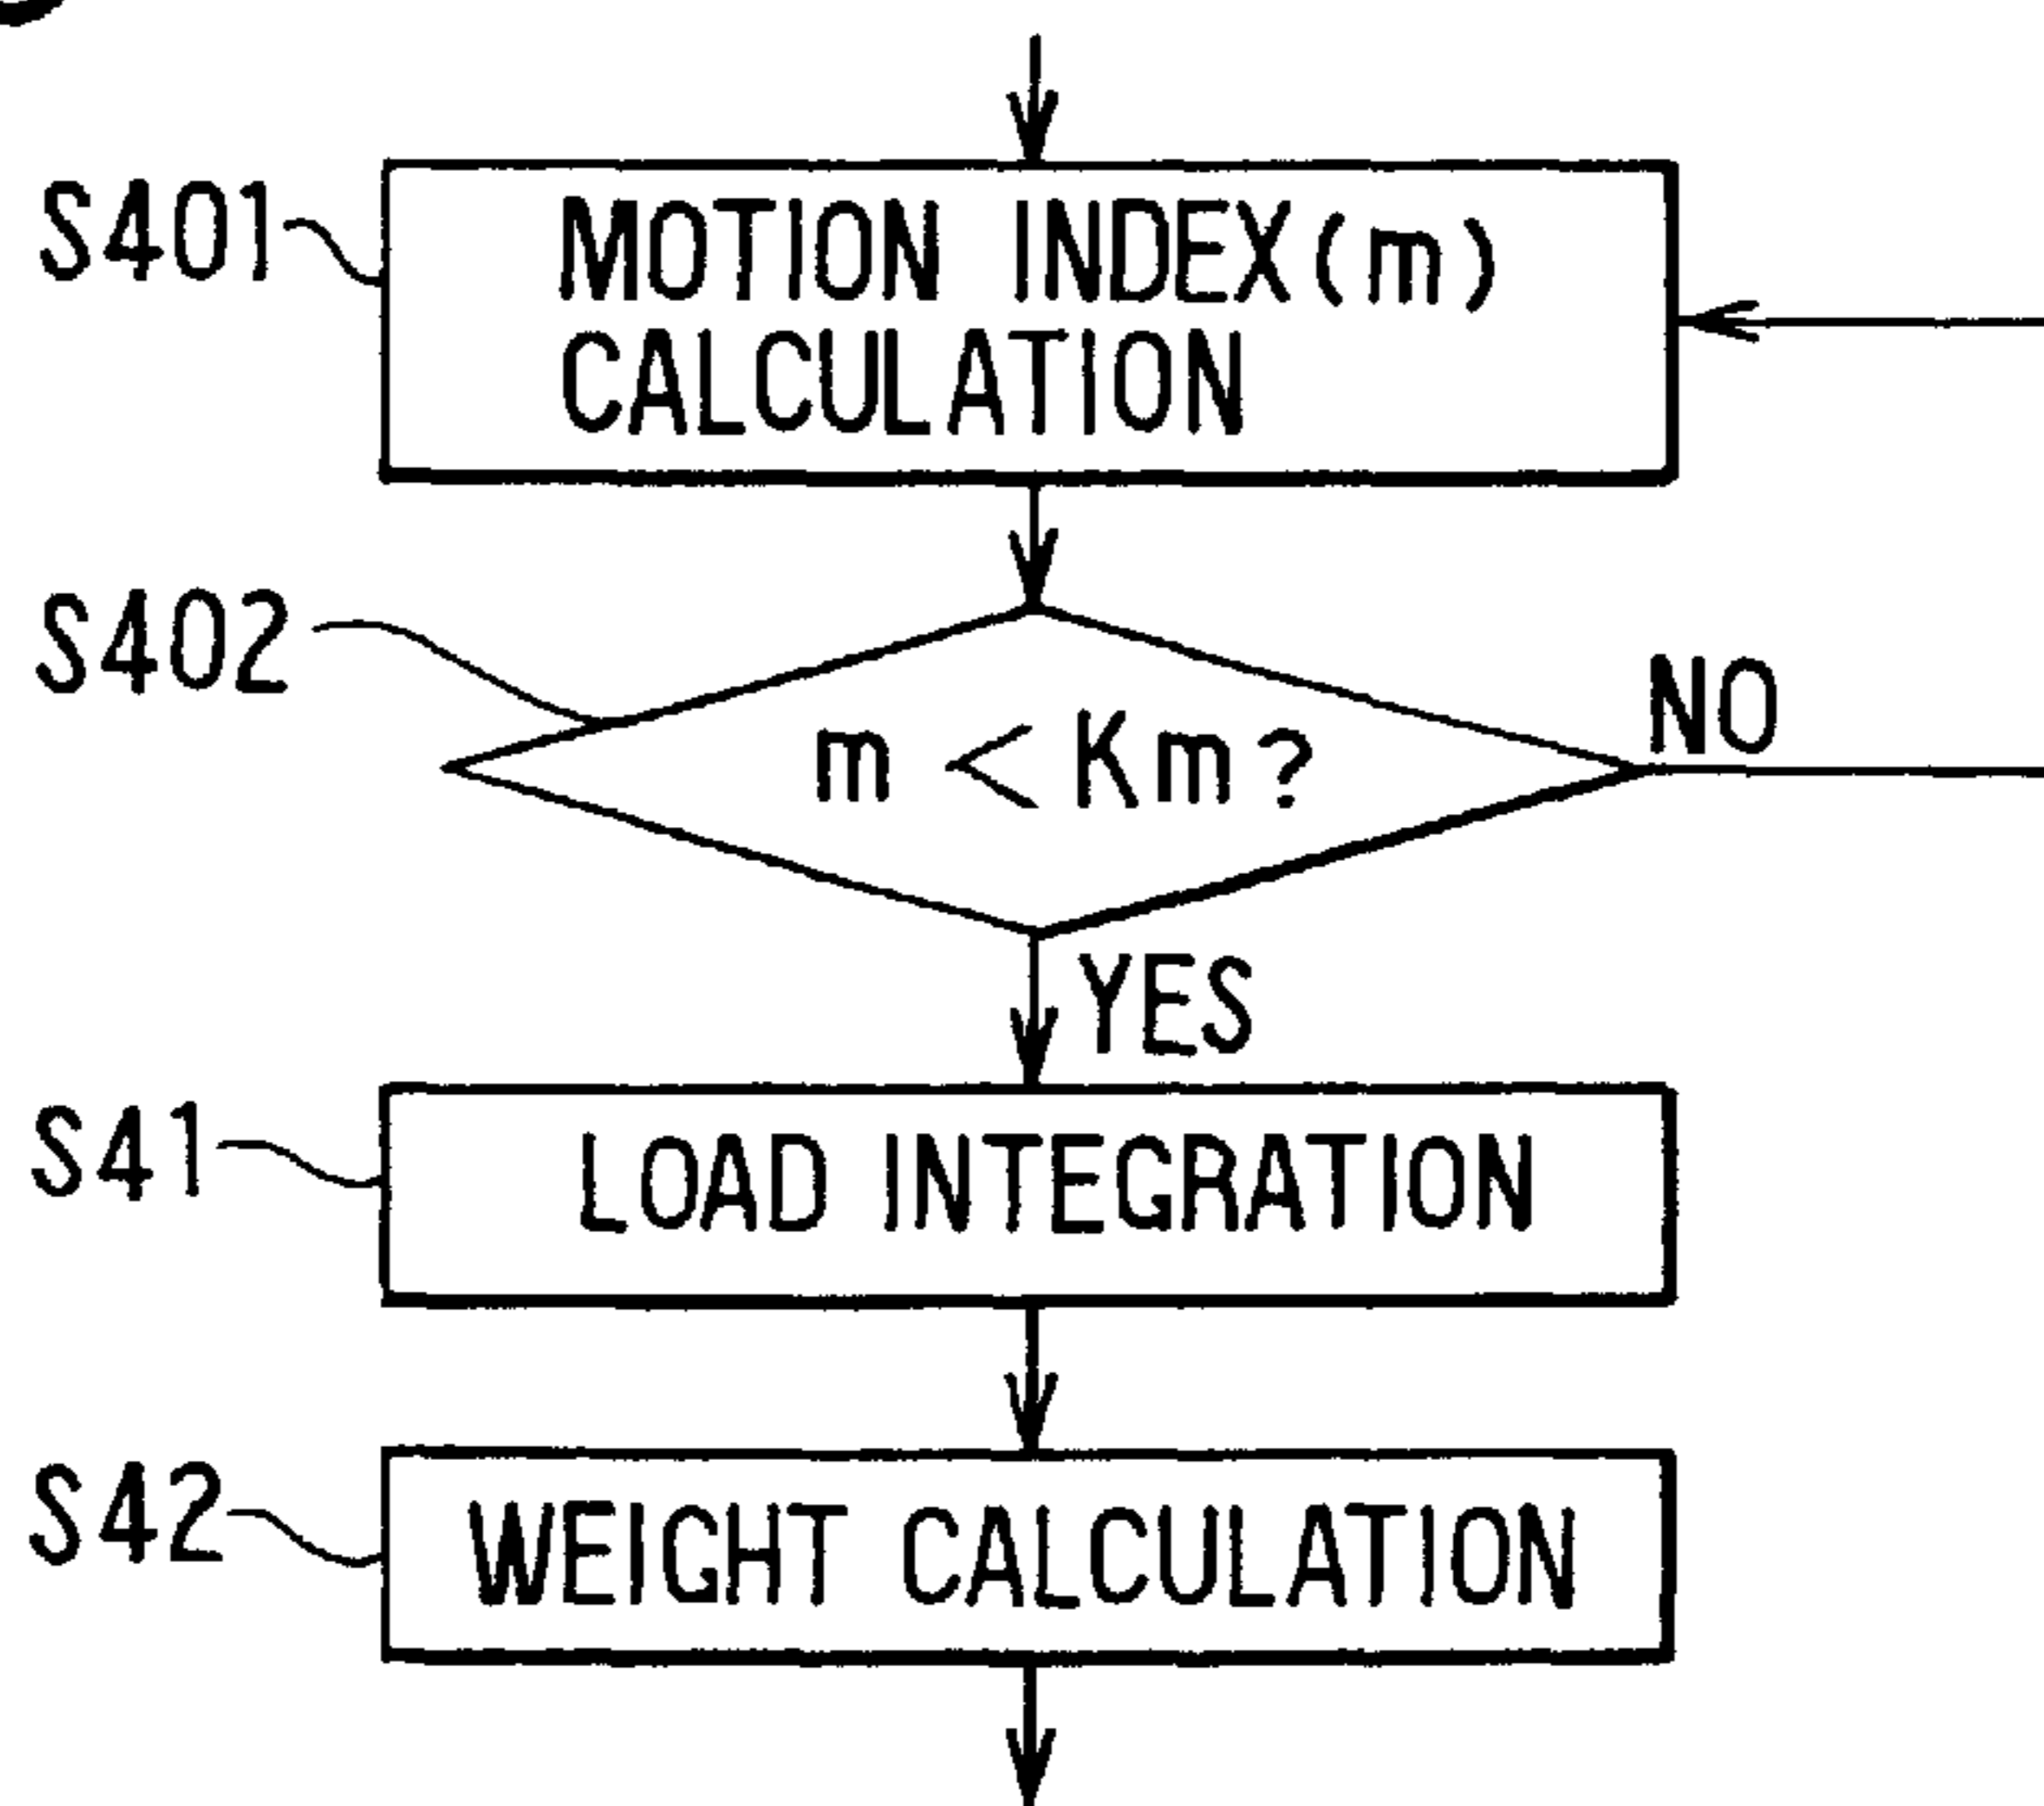 S401
MOTION INDEX(m)
CALCULATION
S402
m < Km?
NO
YES
S41
LOAD INTEGRATION
S42
WEIGHT CALCULATION